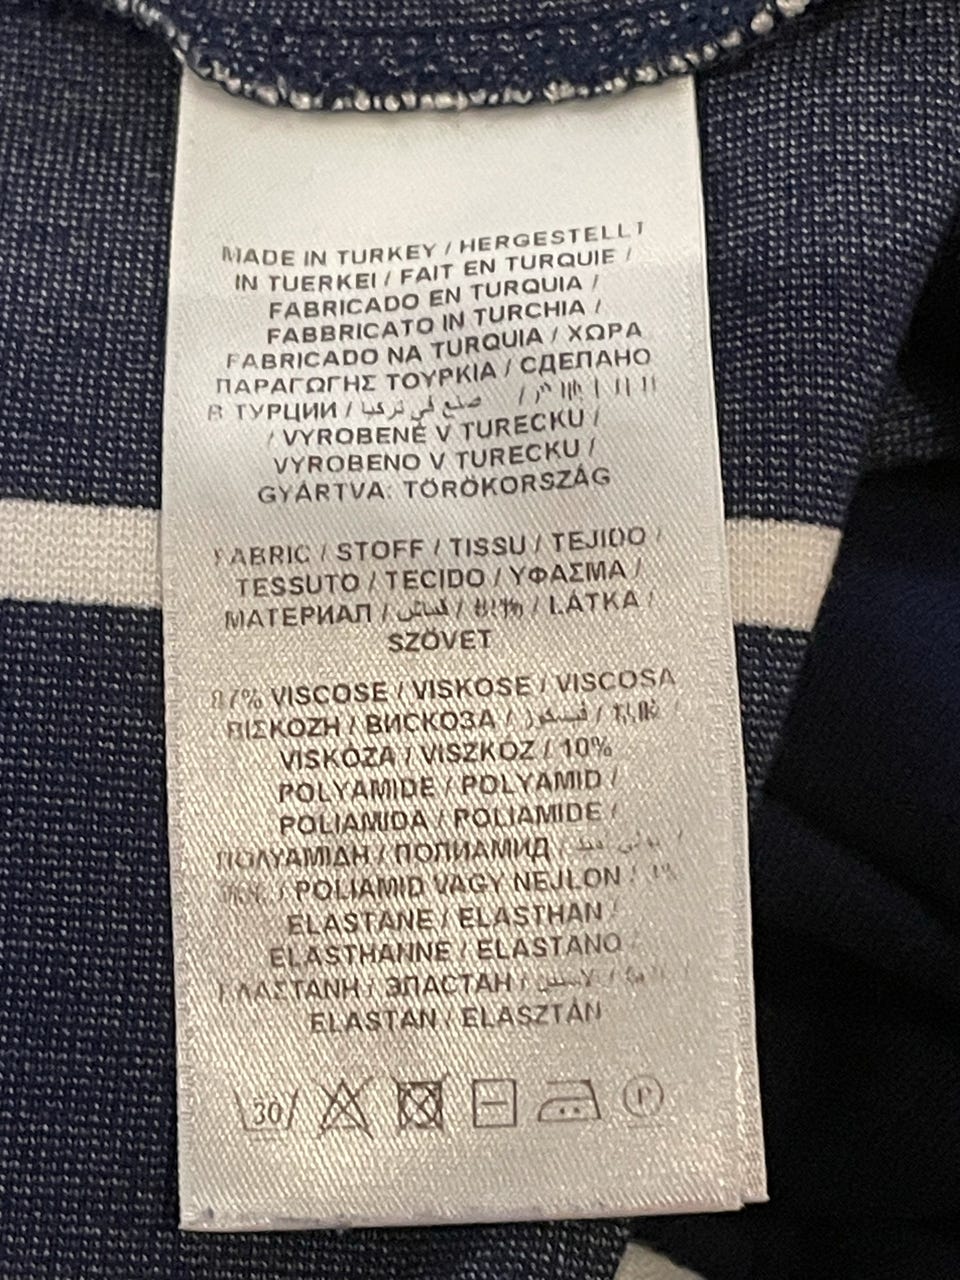 MADE IN TURKEY / HERGESTELLT
IN TUERKEI / FAIT EN TURQUIE /
FABRICADO EN TURQUIA /
FABBRICATO IN TURCHIA /
FABRICADO NA TURQUIA / ΧΩΡΑ
ΠΑΡΑΓΩΓΗΣ ΤΟΥΡΚΙΑ / СДЕЛАНО
В ТУРЦИИ / صنع في تركيا /
/ VYROBENÉ V TURECKU /
VYROBENO V TURECKU /
GYÁRTVA: TÖRÖKORSZÁG
FABRIC / STOFF / TISSU / TEJIDO /
TESSUTO / TECIDO / ΥΦΑΣΜΑ /
МАТЕРИАЛ / قماش / / LÁTKA /
SZÖVET
87% VISCOSE / VISKOSE / VISCOSA
ΒΙΣΚΟΖΗ / ВИСКОЗА / /
VISKÓZA / VISZKÓZ / 10%
POLYAMIDE / POLYAMID /
POLIAMIDA / POLIAMIDE /
ΠΟΛΥΑΜΙΔΗ / ПОЛИАМИД / /
/ POLIAMID VAGY NEJLON /
ELASTANE / ELASTHAN /
ELASTHANNE / ELASTANO
ΕΛΑΣΤΑΝΗ / ЭЛАСТАН / /
ELASTAN / ELASZTÁN
30 P